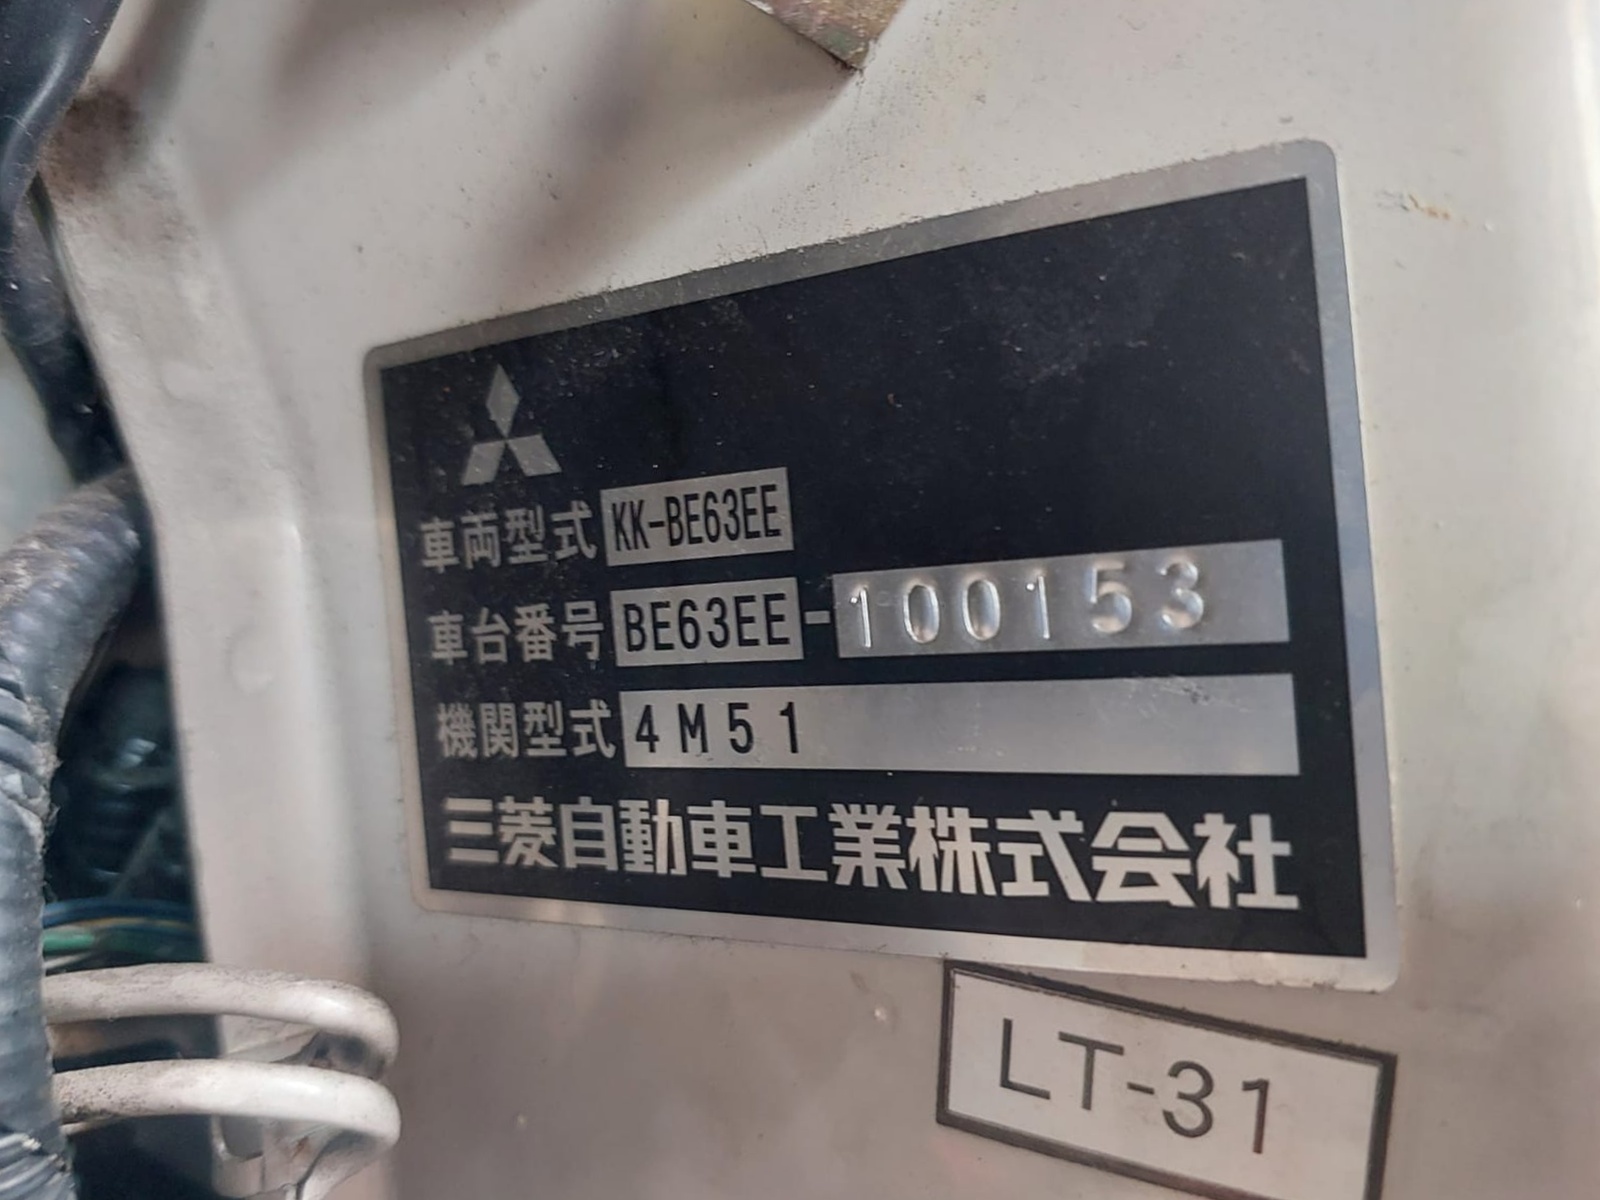 車両型式 KK-BE63EE
車台番号 BE63EE-100153
機関型式 4M51
三菱自動車工業株式会社
LT-31